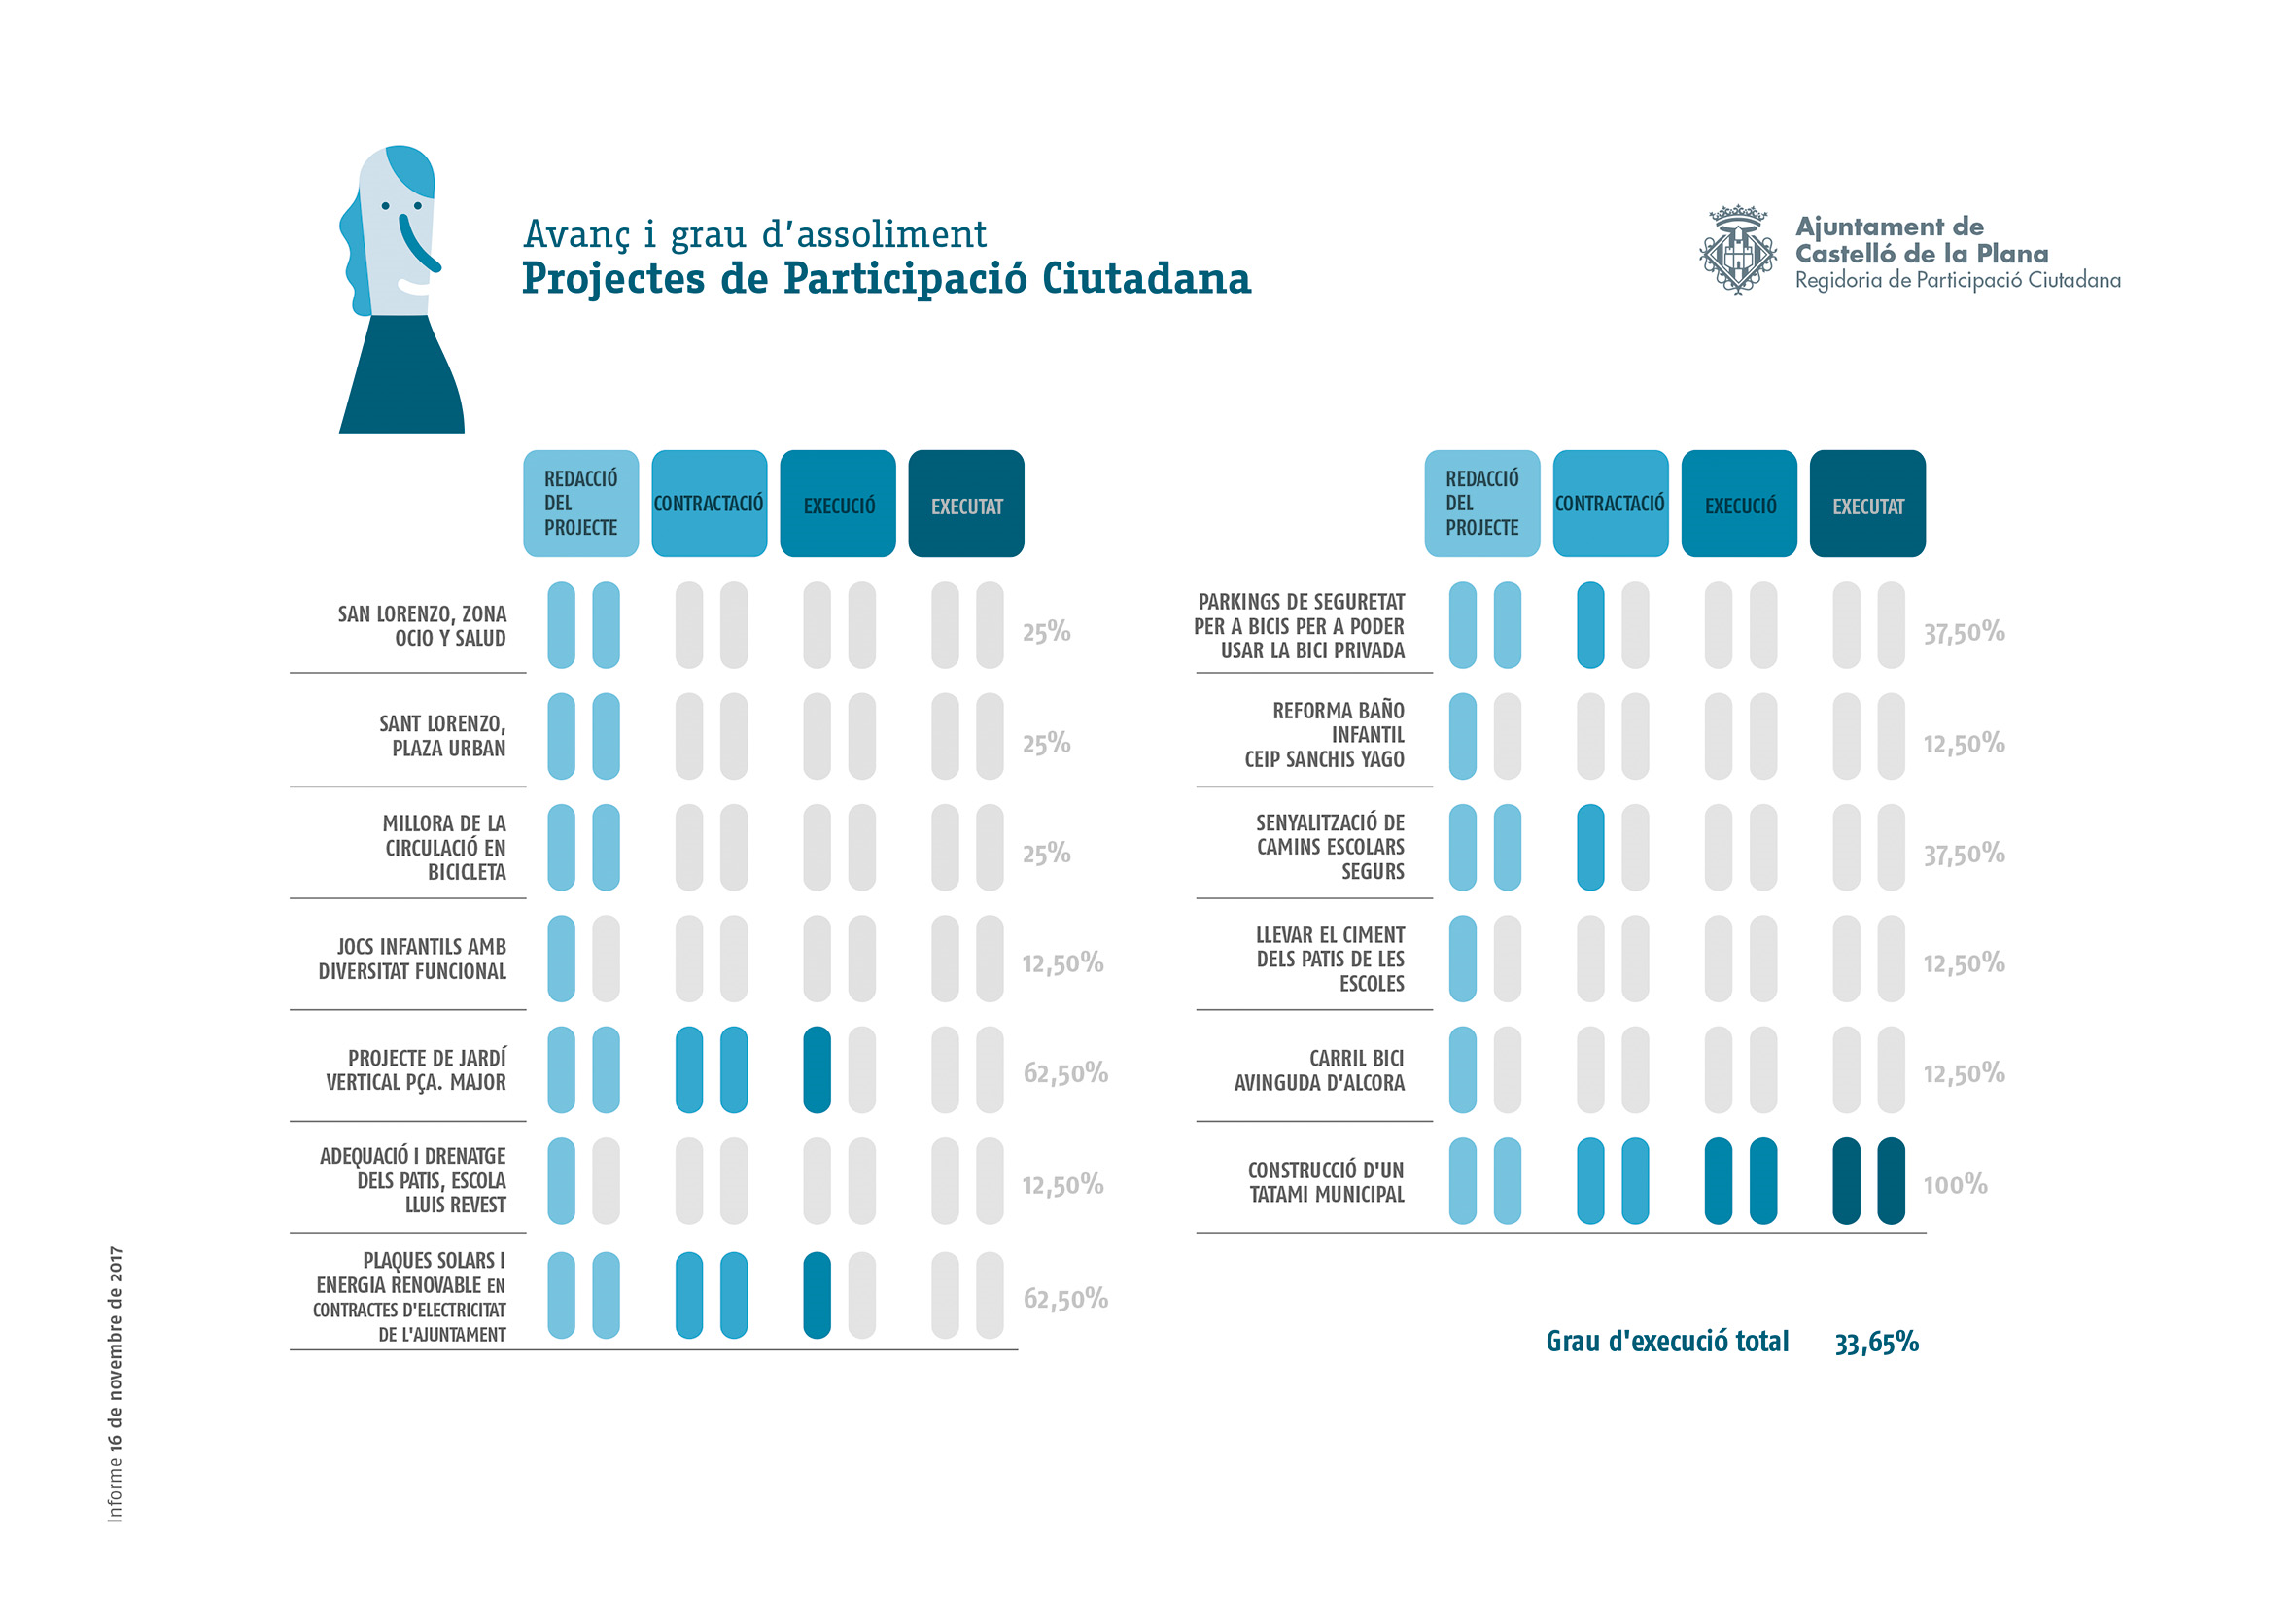 Avanç i grau d'assoliment
Projectes de Participació Ciutadana
Ajuntament de
Castelló de la Plana
Regidoria de Participació Ciutadana
REDACCIÓ
DEL
PROJECTE
CONTRACTACIÓ
EXECUCIÓ
EXECUTAT
SAN LORENZO, ZONA
OCIO Y SALUD
25%
SANT LORENZO,
PLAZA URBAN
25%
MILLORA DE LA
CIRCULACIÓ EN
BICICLETA
25%
JOCS INFANTILS AMB
DIVERSITAT FUNCIONAL
12,50%
PROJECTE DE JARDÍ
VERTICAL PÇA. MAJOR
62,50%
ADEQUACIÓ I DRENATGE
DELS PATIS, ESCOLA
LLUIS REVEST
12,50%
PLAQUES SOLARS I
ENERGIA RENOVABLE EN
CONTRACTES D'ELECTRICITAT
DE L'AJUNTAMENT
62,50%
REDACCIÓ
DEL
PROJECTE
CONTRACTACIÓ
EXECUCIÓ
EXECUTAT
PARKINGS DE SEGURETAT
PER A BICIS PER A PODER
USAR LA BICI PRIVADA
37,50%
REFORMA BAÑO
INFANTIL
CEIP SANCHIS YAGO
12,50%
SENYALITZACIÓ DE
CAMINS ESCOLARS
SEGURS
37,50%
LLEVAR EL CIMENT
DELS PATIS DE LES
ESCOLES
12,50%
CARRIL BICI
AVINGUDA D'ALCORA
12,50%
CONSTRUCCIÓ D'UN
TATAMI MUNICIPAL
100%
Grau d'execució total 33,65%
Informe 16 de novembre de 2017